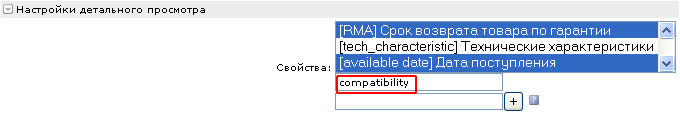 Настройки детального просмотра
[RMA] Срок возврата товара по гарантии
[tech_characteristic] Технические характеристики
[available date] Дата поступления
Свойства:
compatibility
+
?